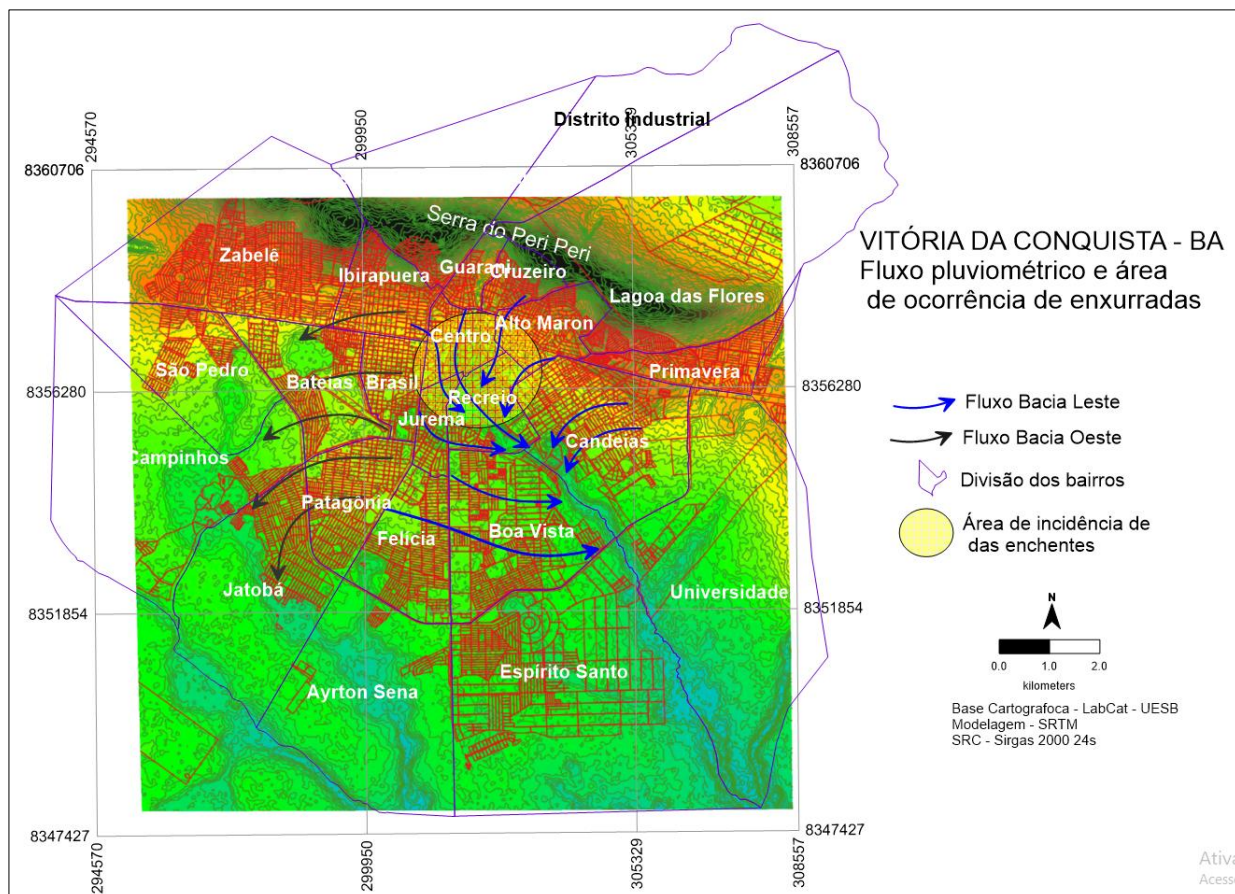 294570
299950
305329
308557
Distrito Industrial
8360706
8360706
Serra do Peri Peri
Zabelê
Ibirapuera
Guarani
Cruzeiro
Lagoa das Flores
Centro
Alto Maron
São Pedro
Bateias
Brasil
Primavera
8356280
8356280
Recreio
Jurema
Candeias
Campinhos
Patagônia
Felícia
Boa Vista
Jatobá
Universidade
8351854
8351854
Espírito Santo
Ayrton Sena
8347427
8347427
294570
299950
305329
308557
VITÓRIA DA CONQUISTA - BA
Fluxo pluviométrico e área
de ocorrência de enxurradas
Fluxo Bacia Leste
Fluxo Bacia Oeste
Divisão dos bairros
Área de incidência de
das enchentes
N
0.0 1.0 2.0
kilometers
Base Cartografoca - LabCat - UESB
Modelagem - SRTM
SRC - Sirgas 2000 24s
Ativa
Acesse